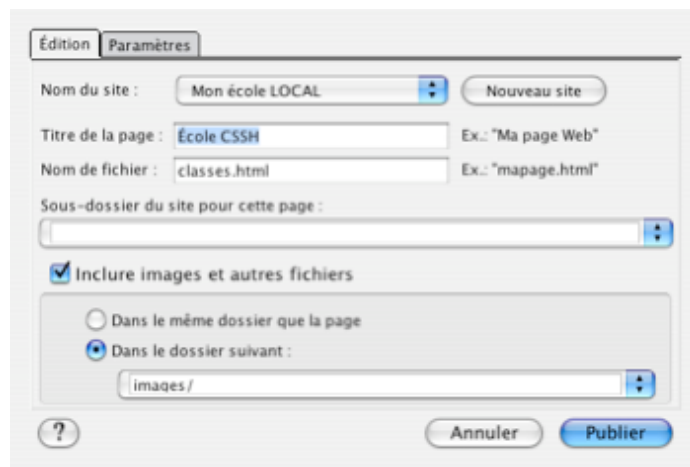 Édition Paramètres
Nom du site : Mon école LOCAL Nouveau site
Titre de la page : École CSSH Ex.: "Ma page Web"
Nom de fichier : classes.html Ex.: "mapage.html"
Sous-dossier du site pour cette page :
Inclure images et autres fichiers
Dans le même dossier que la page
Dans le dossier suivant :
images/
? Annuler Publier